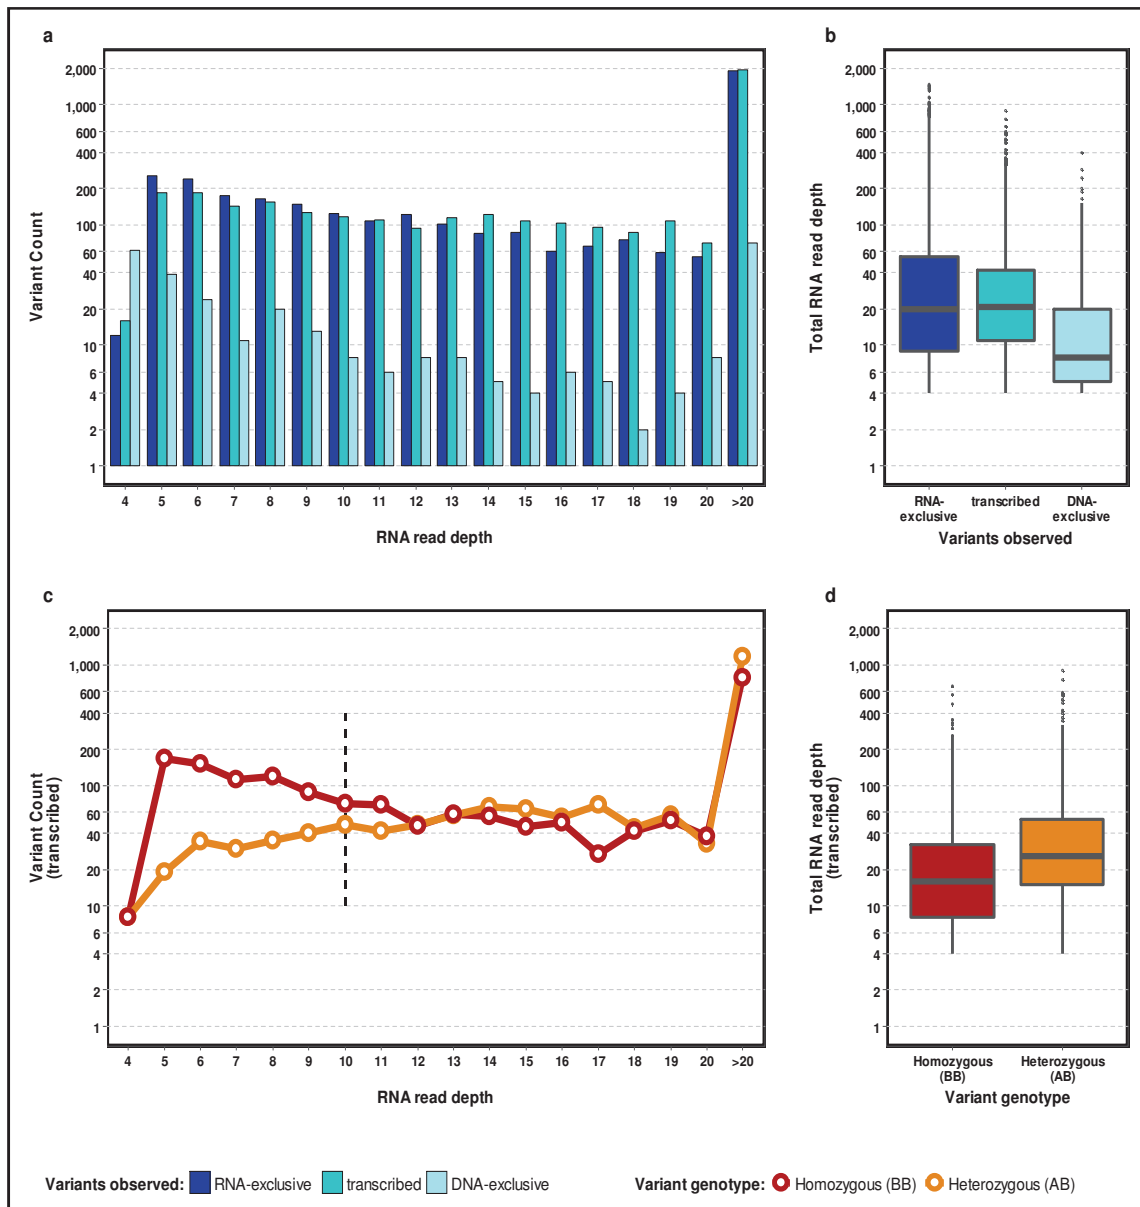 a
b
2,000
1,000
600
400
200
100
60
40
20
10
6
4
2
1
Variant Count
4 5 6 7 8 9 10 11 12 13 14 15 16 17 18 19 20 >20
RNA read depth
2,000
1,000
600
400
200
100
60
40
20
10
6
4
2
1
Total RNA read depth
RNA-
exclusive
transcribed
DNA-
exclusive
Variants observed
c
d
2,000
1,000
600
400
200
100
60
40
20
10
6
4
2
1
Variant Count
(transcribed)
4 5 6 7 8 9 10 11 12 13 14 15 16 17 18 19 20 >20
RNA read depth
2,000
1,000
600
400
200
100
60
40
20
10
6
4
2
1
Total RNA read depth
(transcribed)
Homozygous
(BB)
Heterozygous
(AB)
Variant genotype
Variants observed: RNA-exclusive transcribed DNA-exclusive
Variant genotype: Homozygous (BB) Heterozygous (AB)